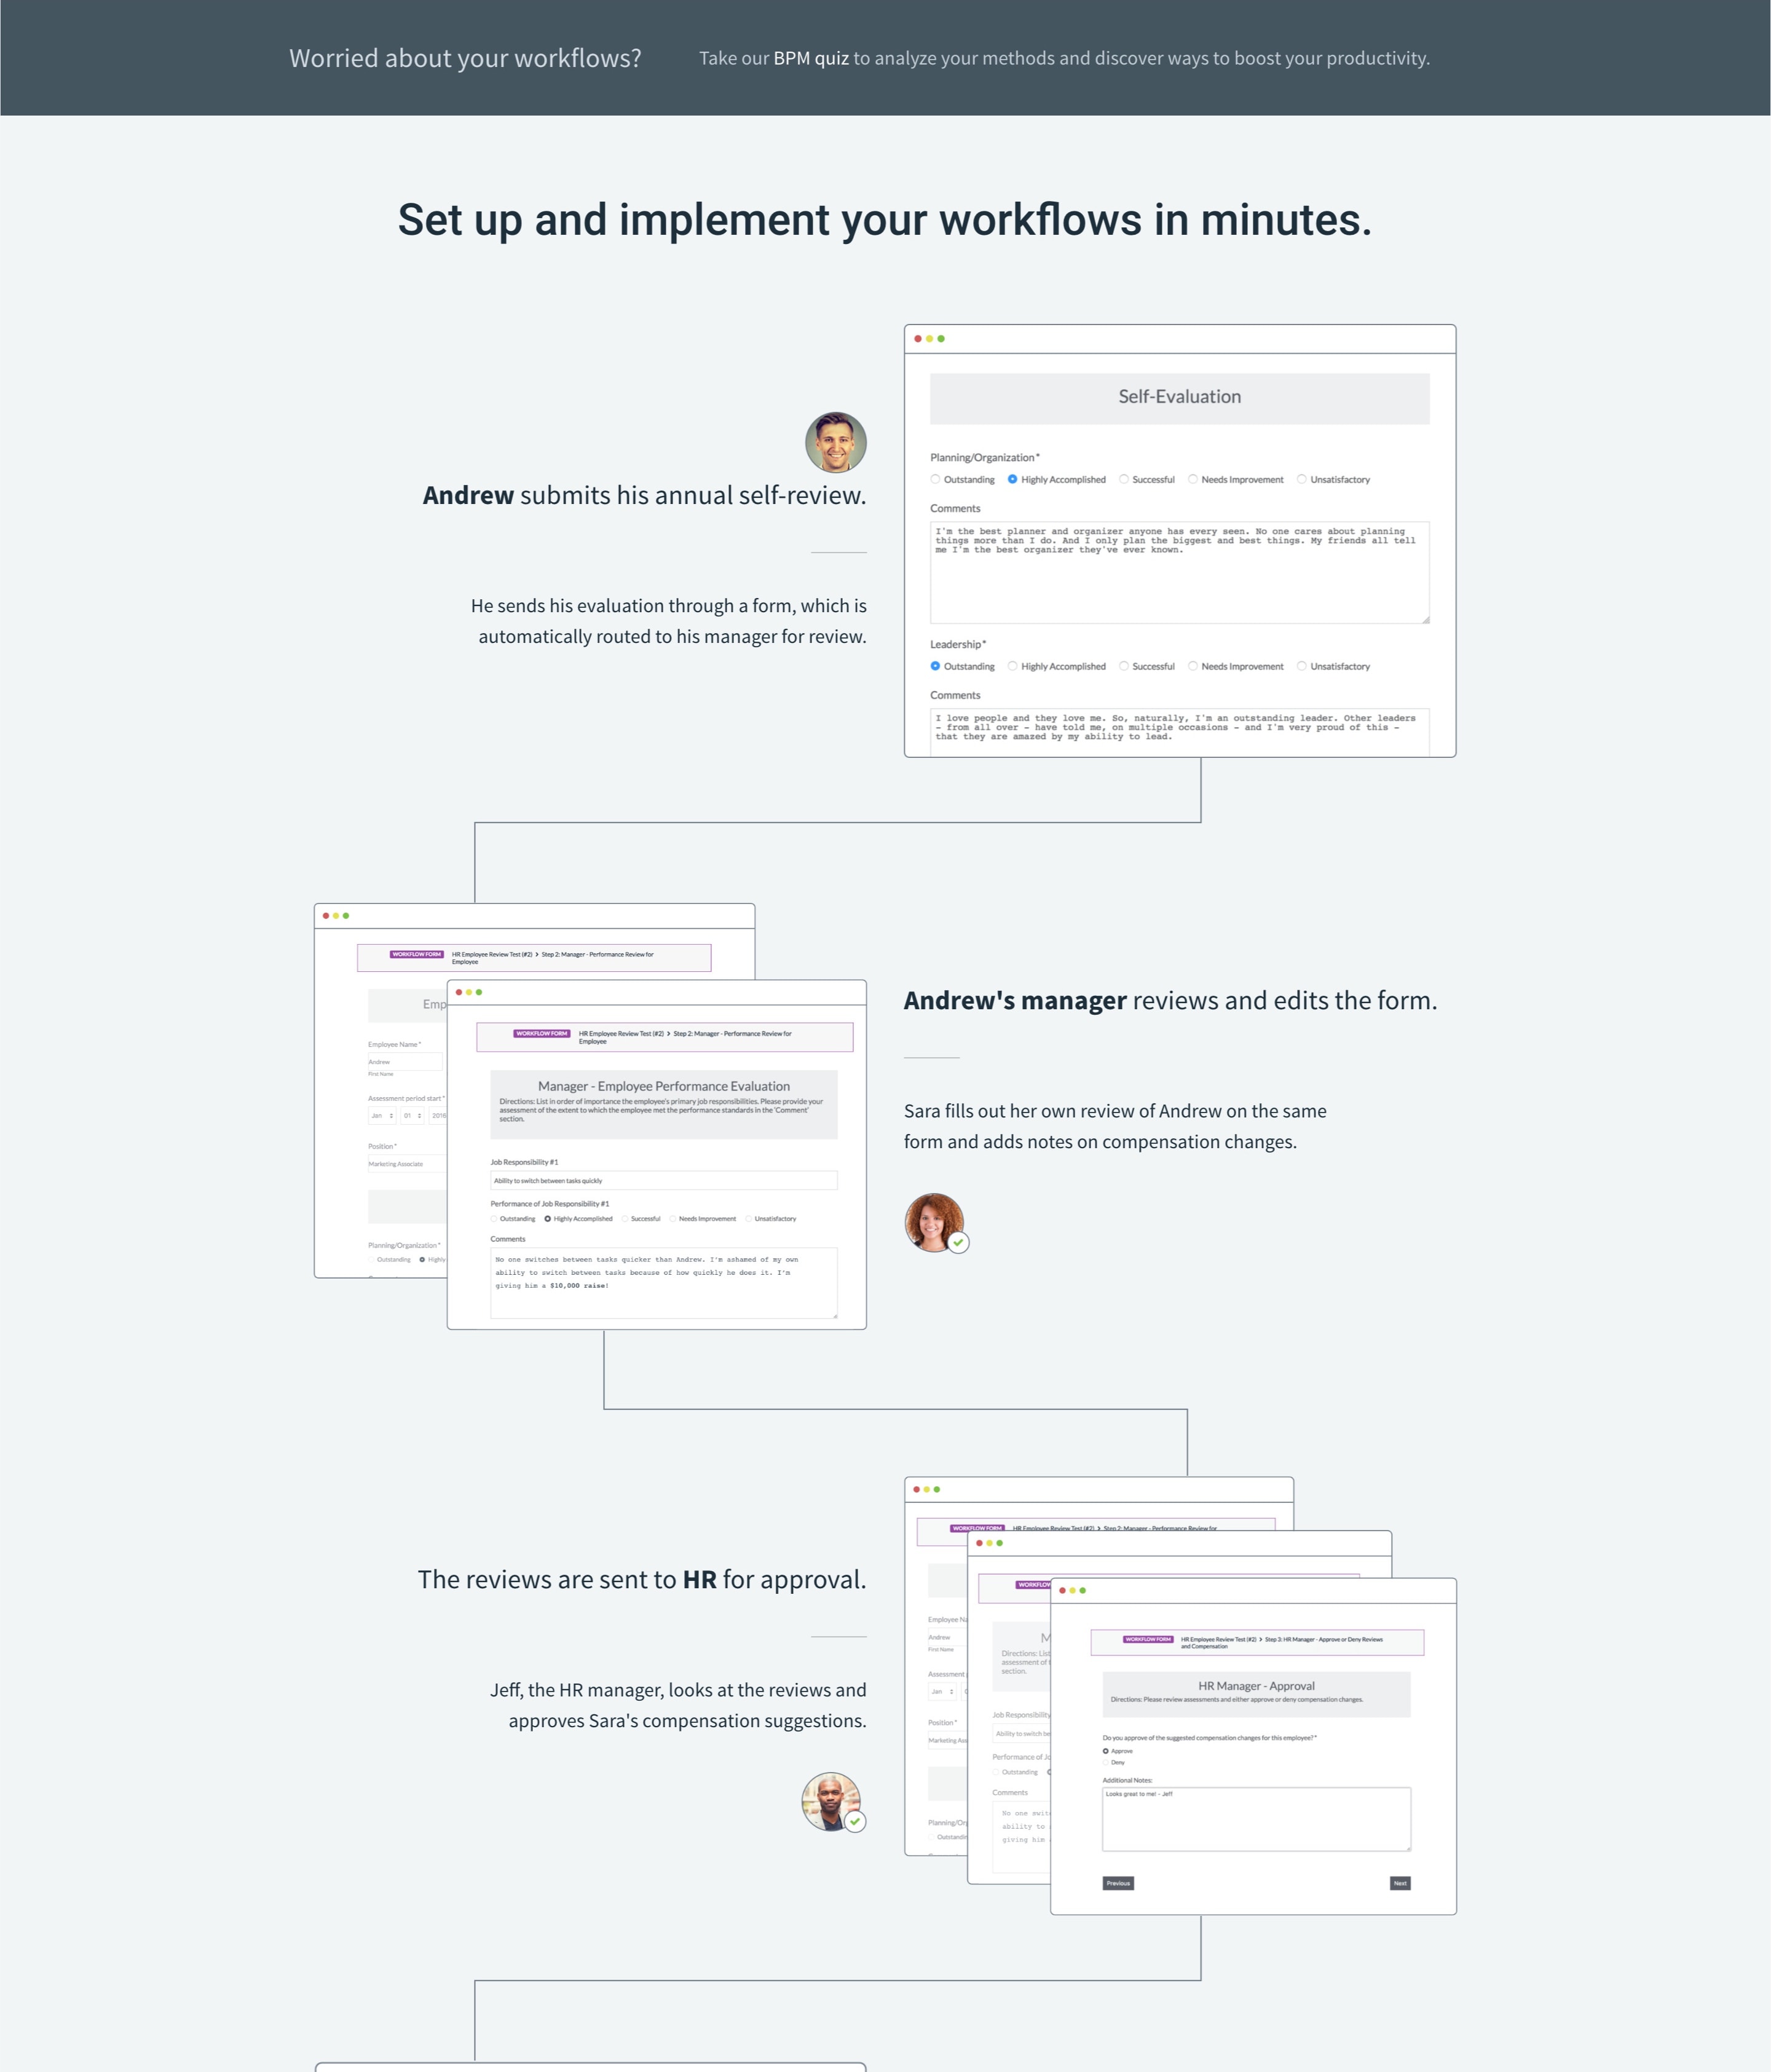 Worried about your workflows?
Take our BPM quiz to analyze your methods and discover ways to boost your productivity.
Set up and implement your workflows in minutes.
Andrew submits his annual self-review.
He sends his evaluation through a form, which is
automatically routed to his manager for review.
Self-Evaluation
Planning/Organization*
Outstanding Highly Accomplished Successful Needs Improvement Unsatisfactory
Comments
I'm the best planner and organizer anyone has every seen. No one cares about planning
things more than I do. And I only plan the biggest and best things. My friends all tell
me I'm the best organizer they've ever known.
Leadership*
Outstanding Highly Accomplished Successful Needs Improvement Unsatisfactory
Comments
I love people and they love me. So, naturally, I'm an outstanding leader. Other leaders
– from all over – have told me, on multiple occasions – and I'm very proud of this –
that they are amazed by my ability to lead.
WORKFLOW FORM HR Employee Review Test (#2) > Step 2: Manager - Performance Review for
Employee
Emp
Employee Name*
Andrew
First Name
Assessment period start*
Jan 01 2016
Position*
Marketing Associate
Planning/Organization*
Outstanding Highly
WORKFLOW FORM HR Employee Review Test (#2) > Step 2: Manager - Performance Review for
Employee
Manager - Employee Performance Evaluation
Directions: List in order of importance the employee's primary job responsibilities. Please provide your
assessment of the extent to which the employee met the performance standards in the 'Comment'
section.
Job Responsibility #1
Ability to switch between tasks quickly
Performance of Job Responsibility #1
Outstanding Highly Accomplished Successful Needs Improvement Unsatisfactory
Comments
No one switches between tasks quicker than Andrew. I'm ashamed of my own
ability to switch between tasks because of how quickly he does it. I'm
giving him a $10,000 raise!
Andrew's manager reviews and edits the form.
Sara fills out her own review of Andrew on the same
form and adds notes on compensation changes.
The reviews are sent to HR for approval.
Jeff, the HR manager, looks at the reviews and
approves Sara's compensation suggestions.
WORKFLOW FORM HR Employee Review Test (#2) > Step 2: Manager - Performance Review for
Employee Na
Andrew
First Name
Assessment
Jan
Position*
Marketing Ass
Planning/Org
Outstandin
WORKFLOW
M
Directions: List
assessment of t
section.
Job Responsibility
Ability to switch be
Performance of Jo
Outstanding
Comments
No one swit
ability to
giving him
WORKFLOW FORM HR Employee Review Test (#2) > Step 3: HR Manager - Approve or Deny Reviews
and Compensation
HR Manager - Approval
Directions: Please review assessments and either approve or deny compensation changes.
Do you approve of the suggested compensation changes for this employee?*
Approve
Deny
Additional Notes:
Looks great to me! - Jeff
Previous Next